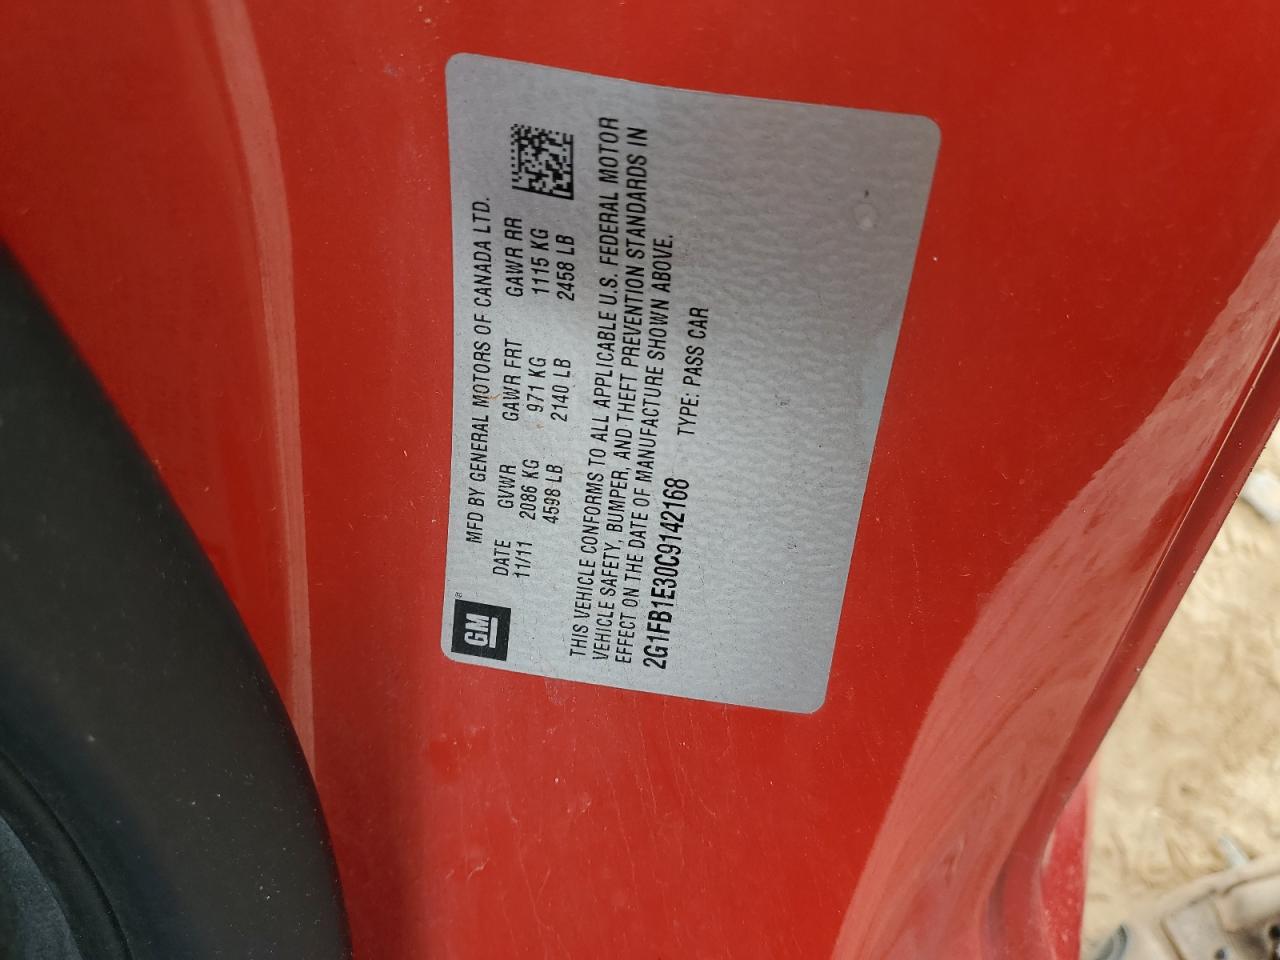 GM®
MFD BY GENERAL MOTORS OF CANADA LTD.
DATE GVWR GAWR FRT GAWR RR
11/11 2086 KG 971 KG 1115 KG
4598 LB 2140 LB 2458 LB
THIS VEHICLE CONFORMS TO ALL APPLICABLE U.S. FEDERAL MOTOR
VEHICLE SAFETY, BUMPER, AND THEFT PREVENTION STANDARDS IN
EFFECT ON THE DATE OF MANUFACTURE SHOWN ABOVE.
2G1FB1E30C9142168 TYPE: PASS CAR